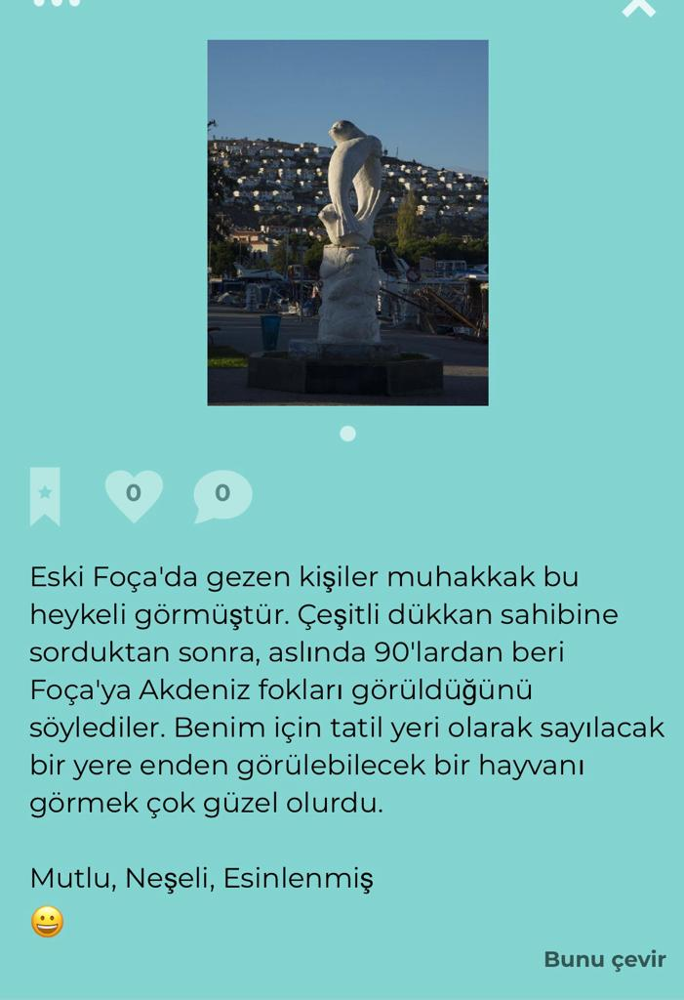 0
0
Eski Foça'da gezen kişiler muhakkak bu
heykeli görmüştür. Çeşitli dükkan sahibine
sorduktan sonra, aslında 90'lardan beri
Foça'ya Akdeniz fokları görüldüğünü
söylediler. Benim için tatil yeri olarak sayılacak
bir yere enden görülebilecek bir hayvanı
görmek çok güzel olurdu.
Mutlu, Neşeli, Esinlenmiş
😀
Bunu çevir